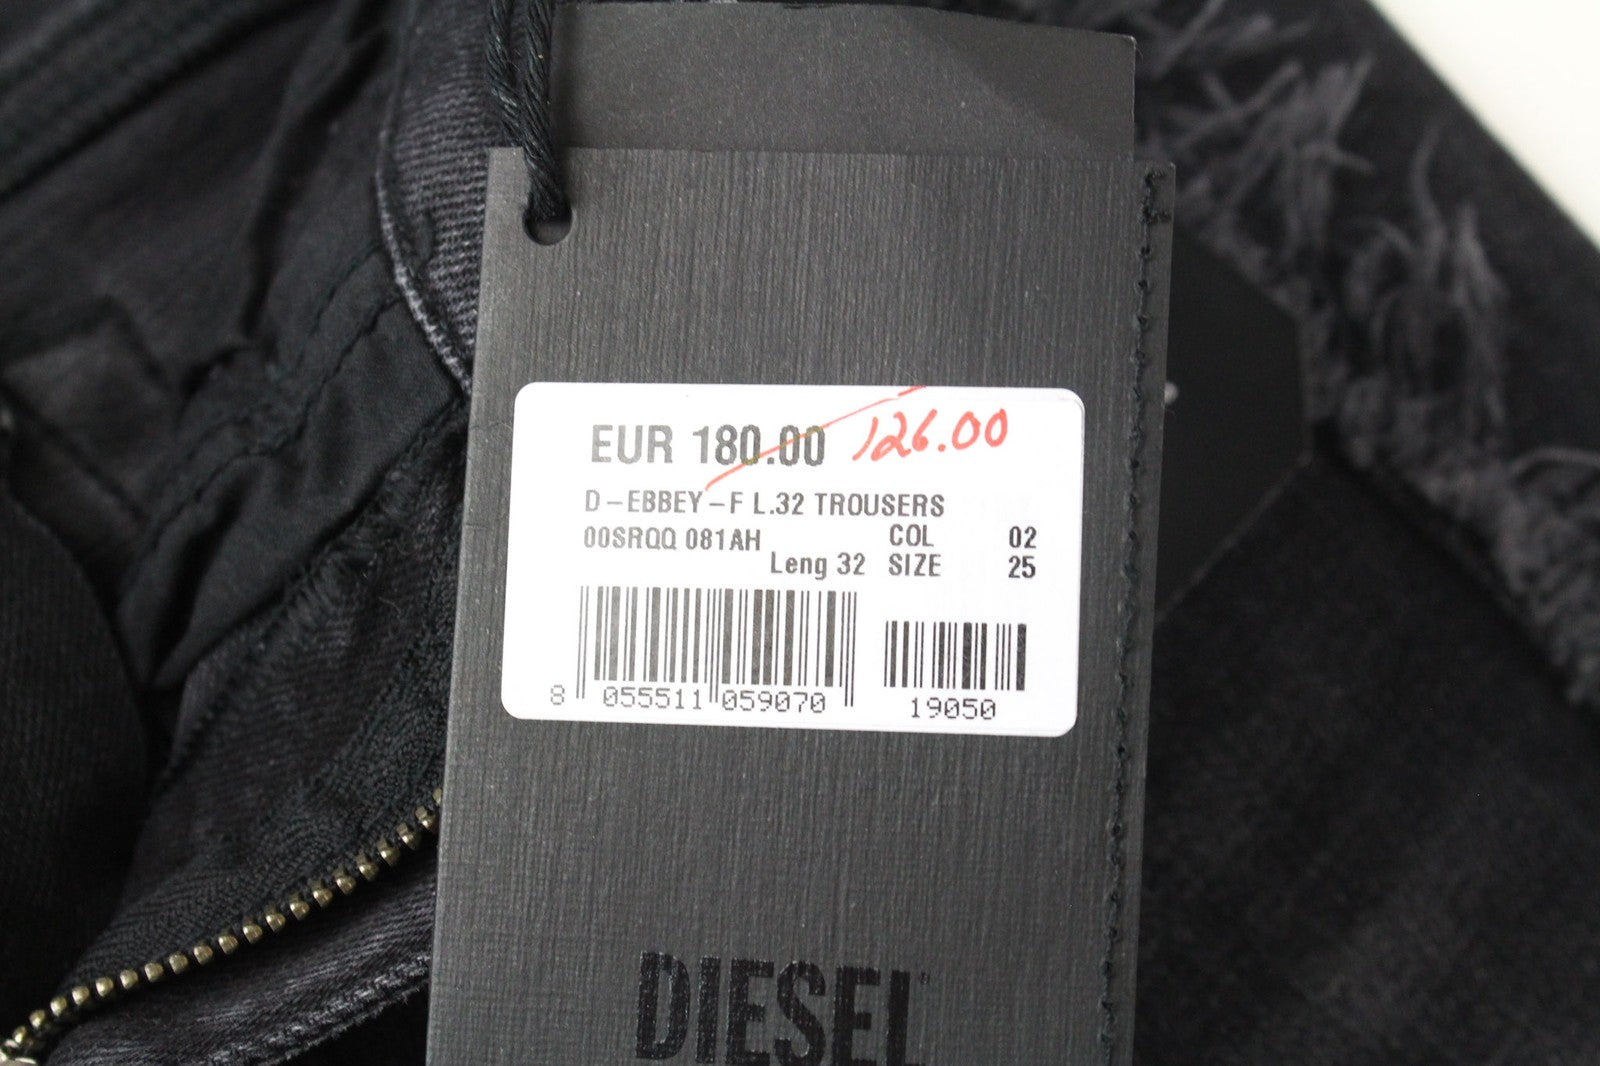 EUR 180.00 126.00
D-EBBEY-F L.32 TROUSERS
00SRQQ 081AH COL 02
Leng 32 SIZE 25
8 055511 059070 19050
DIESEL